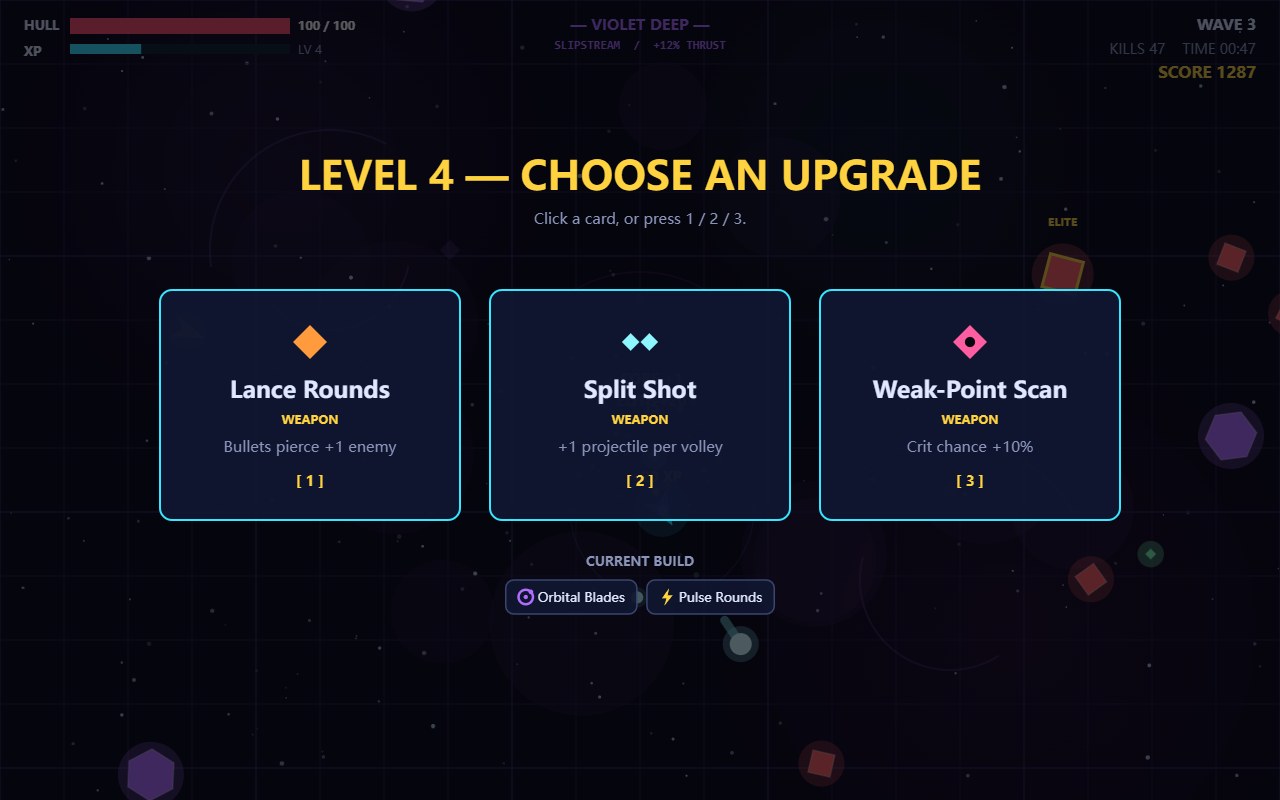 HULL 100 / 100
XP LV 4
— VIOLET DEEP —
SLIPSTREAM / +12% THRUST
WAVE 3
KILLS 47 TIME 00:47
SCORE 1287
LEVEL 4 — CHOOSE AN UPGRADE
Click a card, or press 1 / 2 / 3.
ELITE
Lance Rounds
WEAPON
Bullets pierce +1 enemy
[ 1 ]
Split Shot
WEAPON
+1 projectile per volley
[ 2 ]
Weak-Point Scan
WEAPON
Crit chance +10%
[ 3 ]
CURRENT BUILD
Orbital Blades
Pulse Rounds